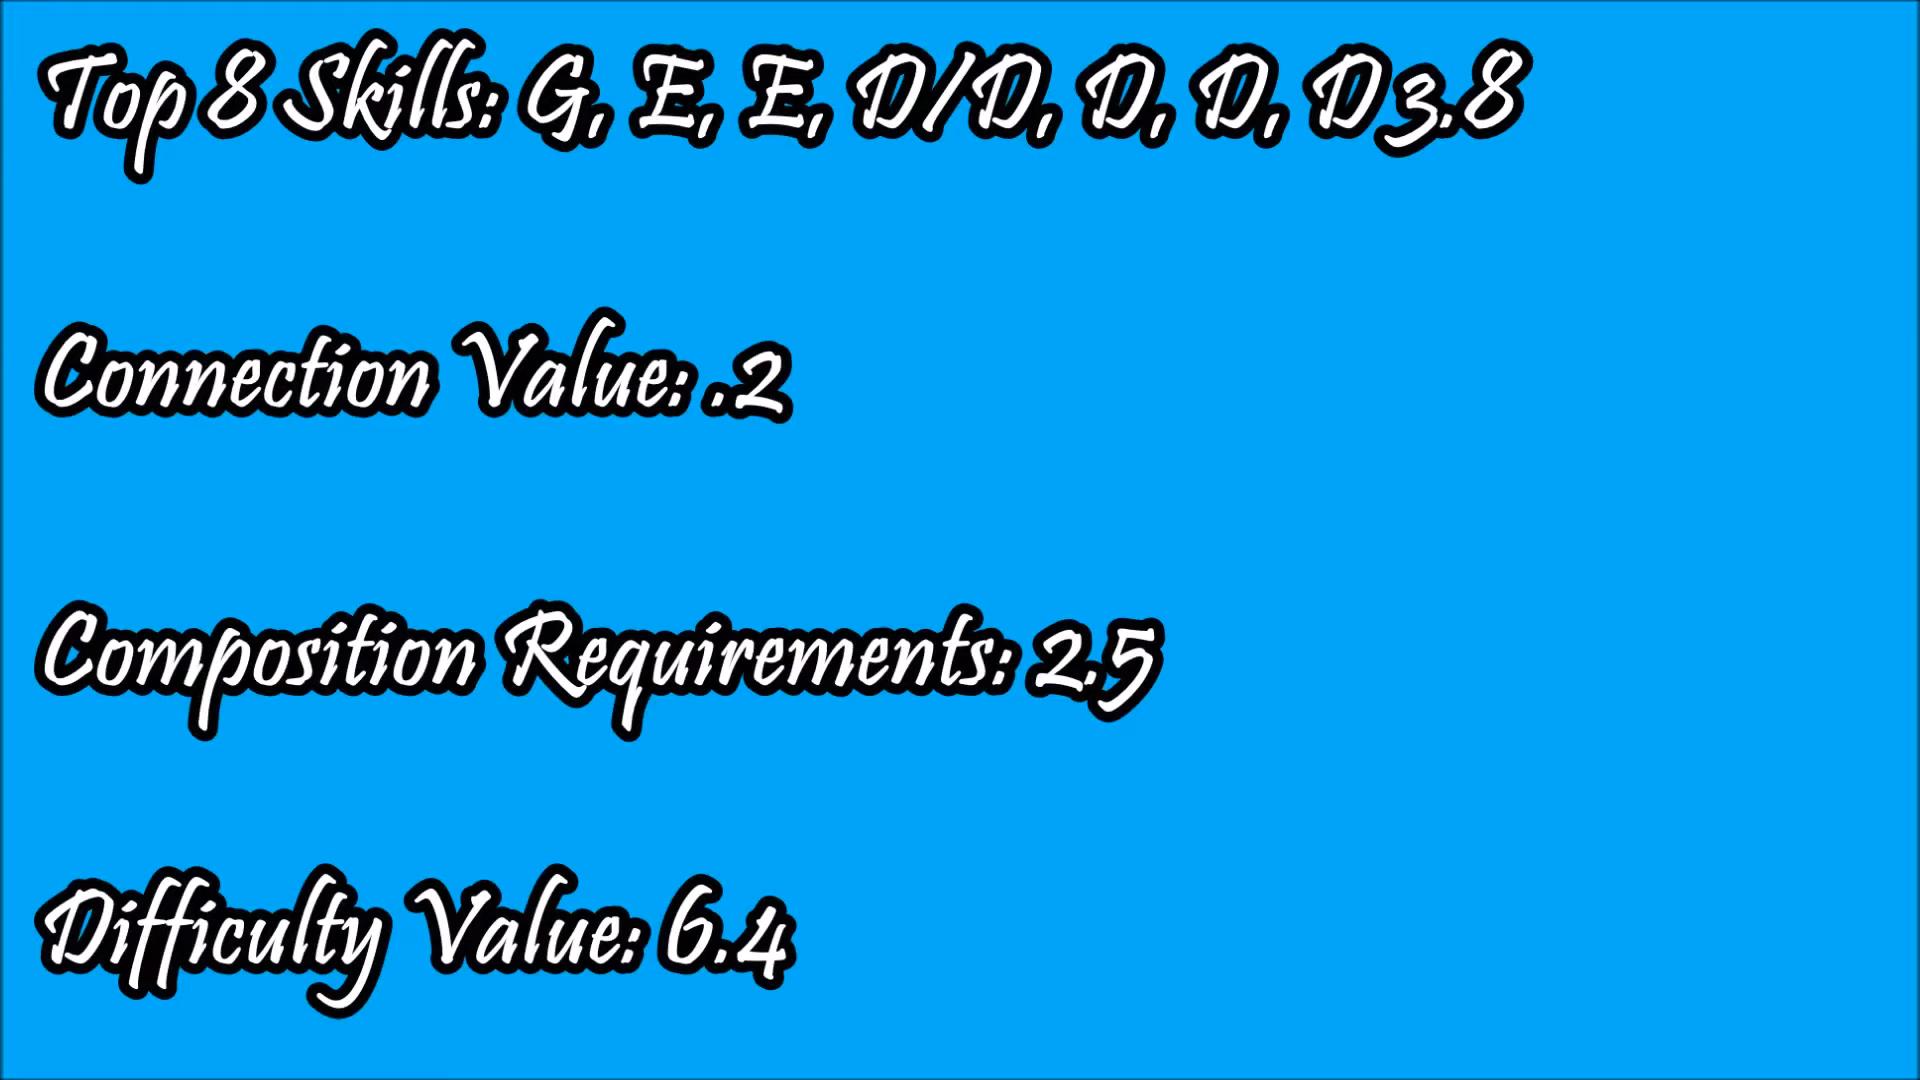 Top 8 Skills: G, E, E, D/D, D, D, D 3.8
Connection Value: .2
Composition Requirements: 2.5
Difficulty Value: 6.4